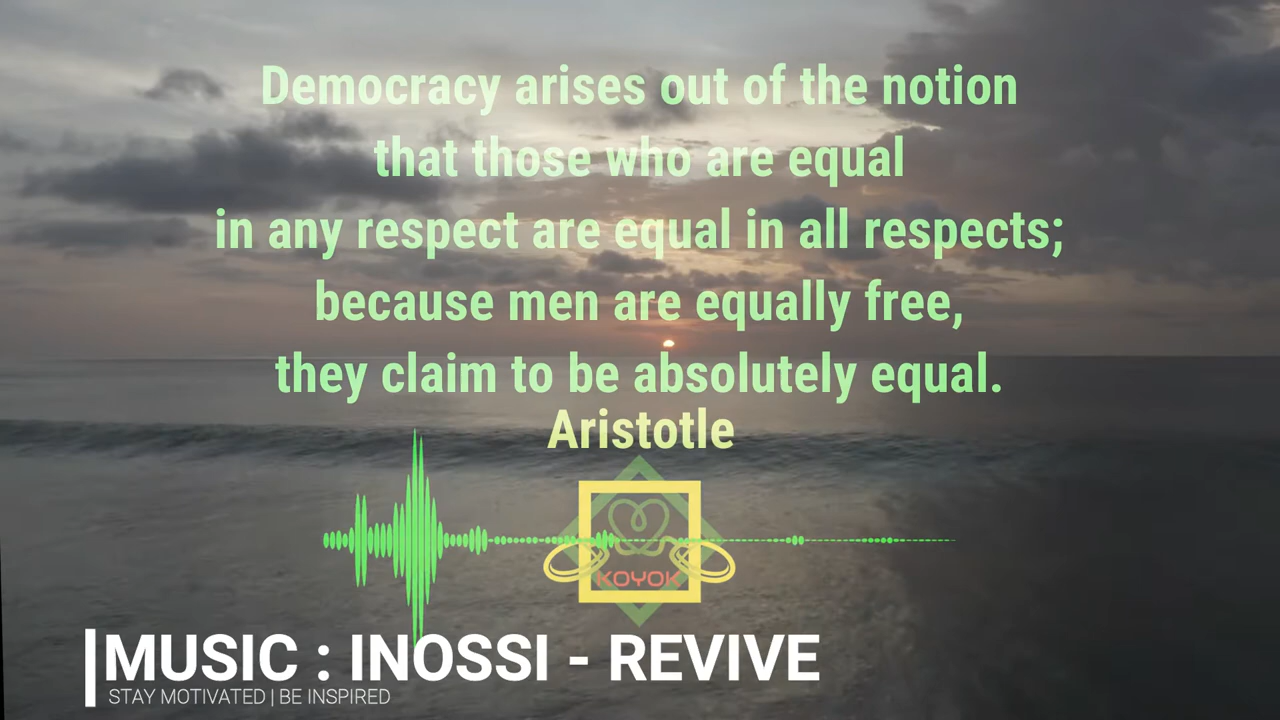 Democracy arises out of the notion
that those who are equal
in any respect are equal in all respects;
because men are equally free,
they claim to be absolutely equal.
Aristotle
KOYOK
MUSIC : INOSSI - REVIVE
STAY MOTIVATED | BE INSPIRED